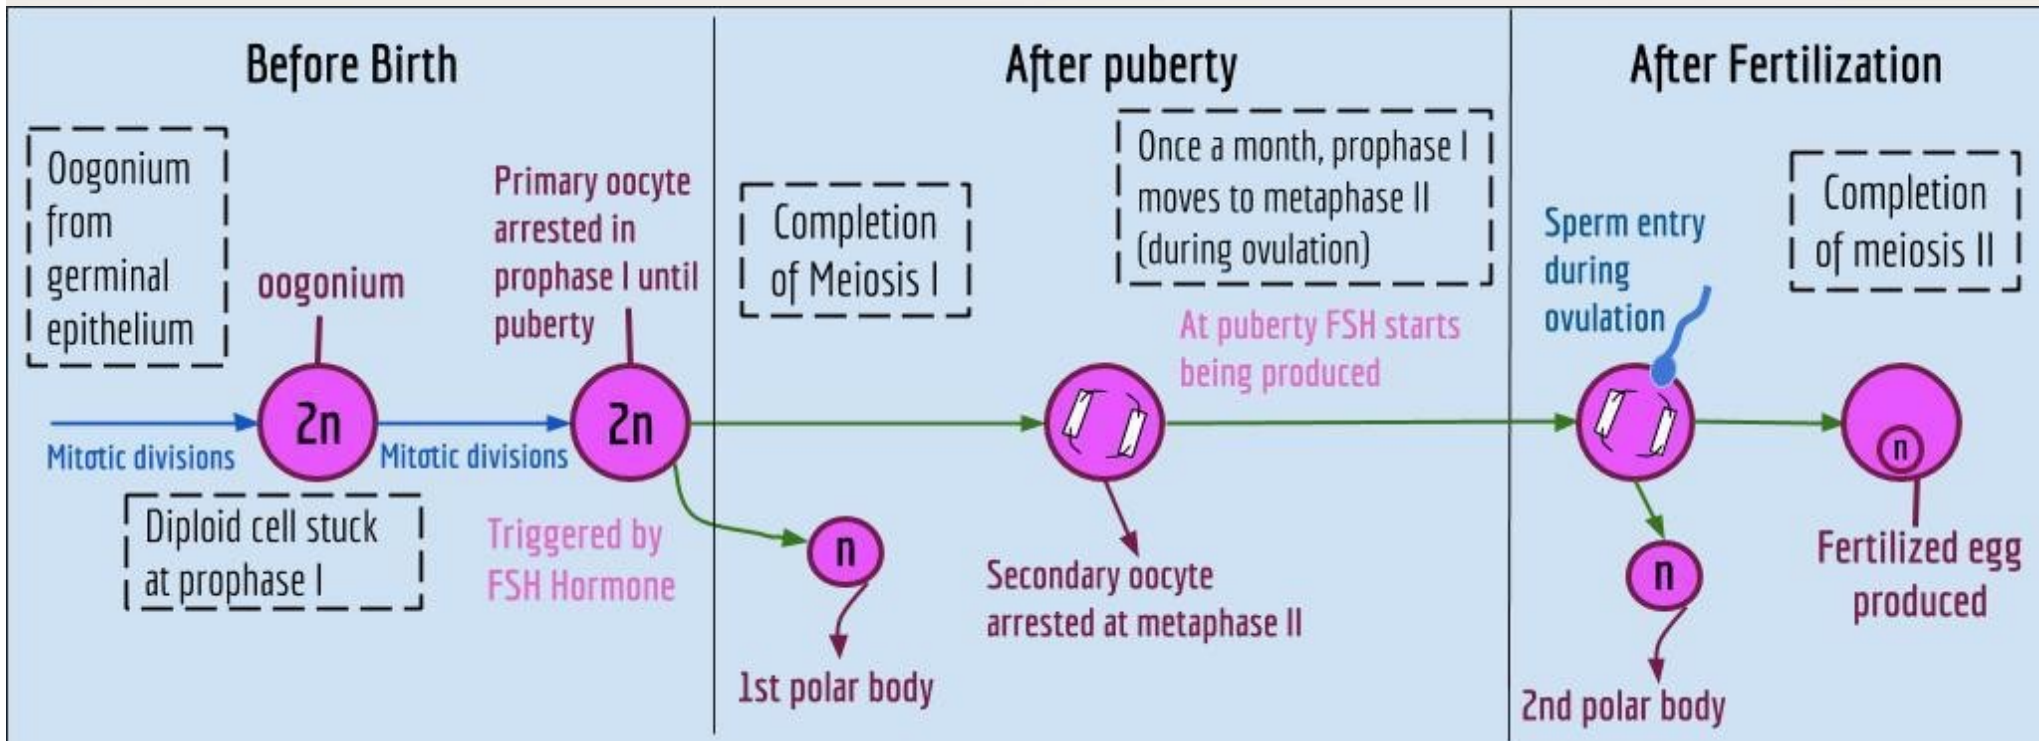 Before Birth
Oogonium
from
germinal
epithelium
oogonium
Primary oocyte
arrested in
prophase I until
puberty
2n
2n
Mitotic divisions
Mitotic divisions
Diploid cell stuck
at prophase I
Triggered by
FSH Hormone
After puberty
Completion
of Meiosis I
Once a month, prophase I
moves to metaphase II
(during ovulation)
At puberty FSH starts
being produced
n
1st polar body
Secondary oocyte
arrested at metaphase II
After Fertilization
Sperm entry
during
ovulation
Completion
of meiosis II
n
Fertilized egg
produced
n
2nd polar body